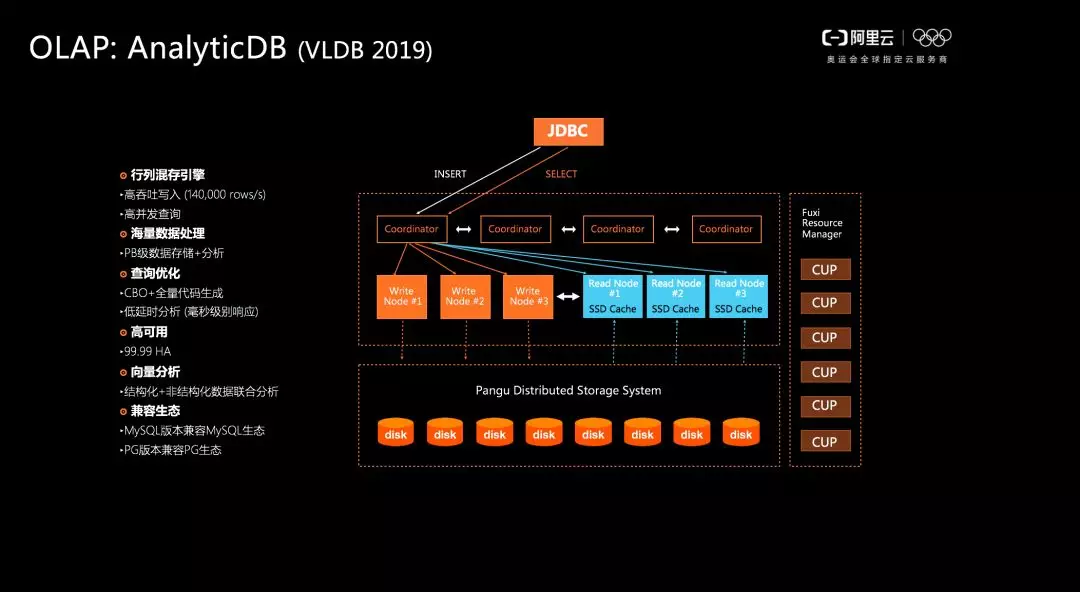 OLAP: AnalyticDB (VLDB 2019)
阿里云
奥运会全球指定云服务商
行列混存引擎
高吞吐写入 (140,000 rows/s)
高并发查询
海量数据处理
PB级数据存储+分析
查询优化
CBO+全量代码生成
低延时分析 (毫秒级别响应)
高可用
99.99 HA
向量分析
结构化+非结构化数据联合分析
兼容生态
MySQL版本兼容MySQL生态
PG版本兼容PG生态
JDBC
INSERT
SELECT
Coordinator
Coordinator
Coordinator
Coordinator
Write
Node #1
Write
Node #2
Write
Node #3
Read Node
#1
SSD Cache
Read Node
#2
SSD Cache
Read Node
#3
SSD Cache
Pangu Distributed Storage System
disk
disk
disk
disk
disk
disk
disk
disk
Fuxi
Resource
Manager
CUP
CUP
CUP
CUP
CUP
CUP